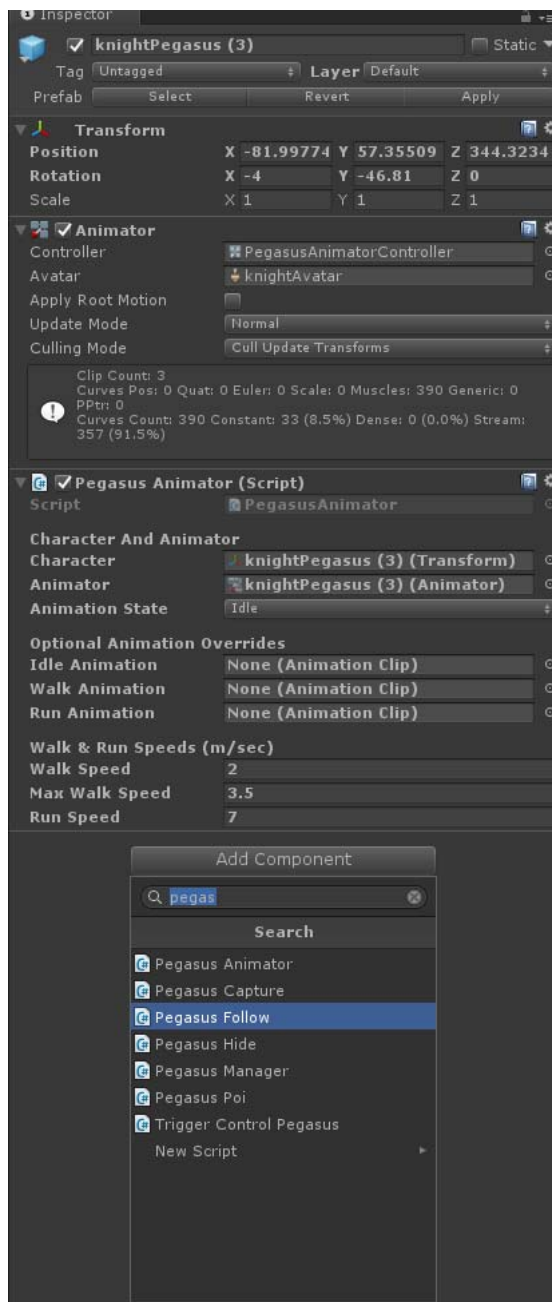 Inspector
knightPegasus (3) Static
Tag Untagged Layer Default
Prefab Select Revert Apply
Transform
Position X -81.99774 Y 57.35509 Z 344.3234
Rotation X -4 Y -46.81 Z 0
Scale X 1 Y 1 Z 1
Animator
Controller PegasusAnimatorController
Avatar knightAvatar
Apply Root Motion
Update Mode Normal
Culling Mode Cull Update Transforms
Clip Count: 3
Curves Pos: 0 Quat: 0 Euler: 0 Scale: 0 Muscles: 390 Generic: 0
PPtr: 0
Curves Count: 390 Constant: 33 (8.5%) Dense: 0 (0.0%) Stream:
357 (91.5%)
Pegasus Animator (Script)
Script PegasusAnimator
Character And Animator
Character knightPegasus (3) (Transform)
Animator knightPegasus (3) (Animator)
Animation State Idle
Optional Animation Overrides
Idle Animation None (Animation Clip)
Walk Animation None (Animation Clip)
Run Animation None (Animation Clip)
Walk & Run Speeds (m/sec)
Walk Speed 2
Max Walk Speed 3.5
Run Speed 7
Add Component
pegas
Search
Pegasus Animator
Pegasus Capture
Pegasus Follow
Pegasus Hide
Pegasus Manager
Pegasus Poi
Trigger Control Pegasus
New Script